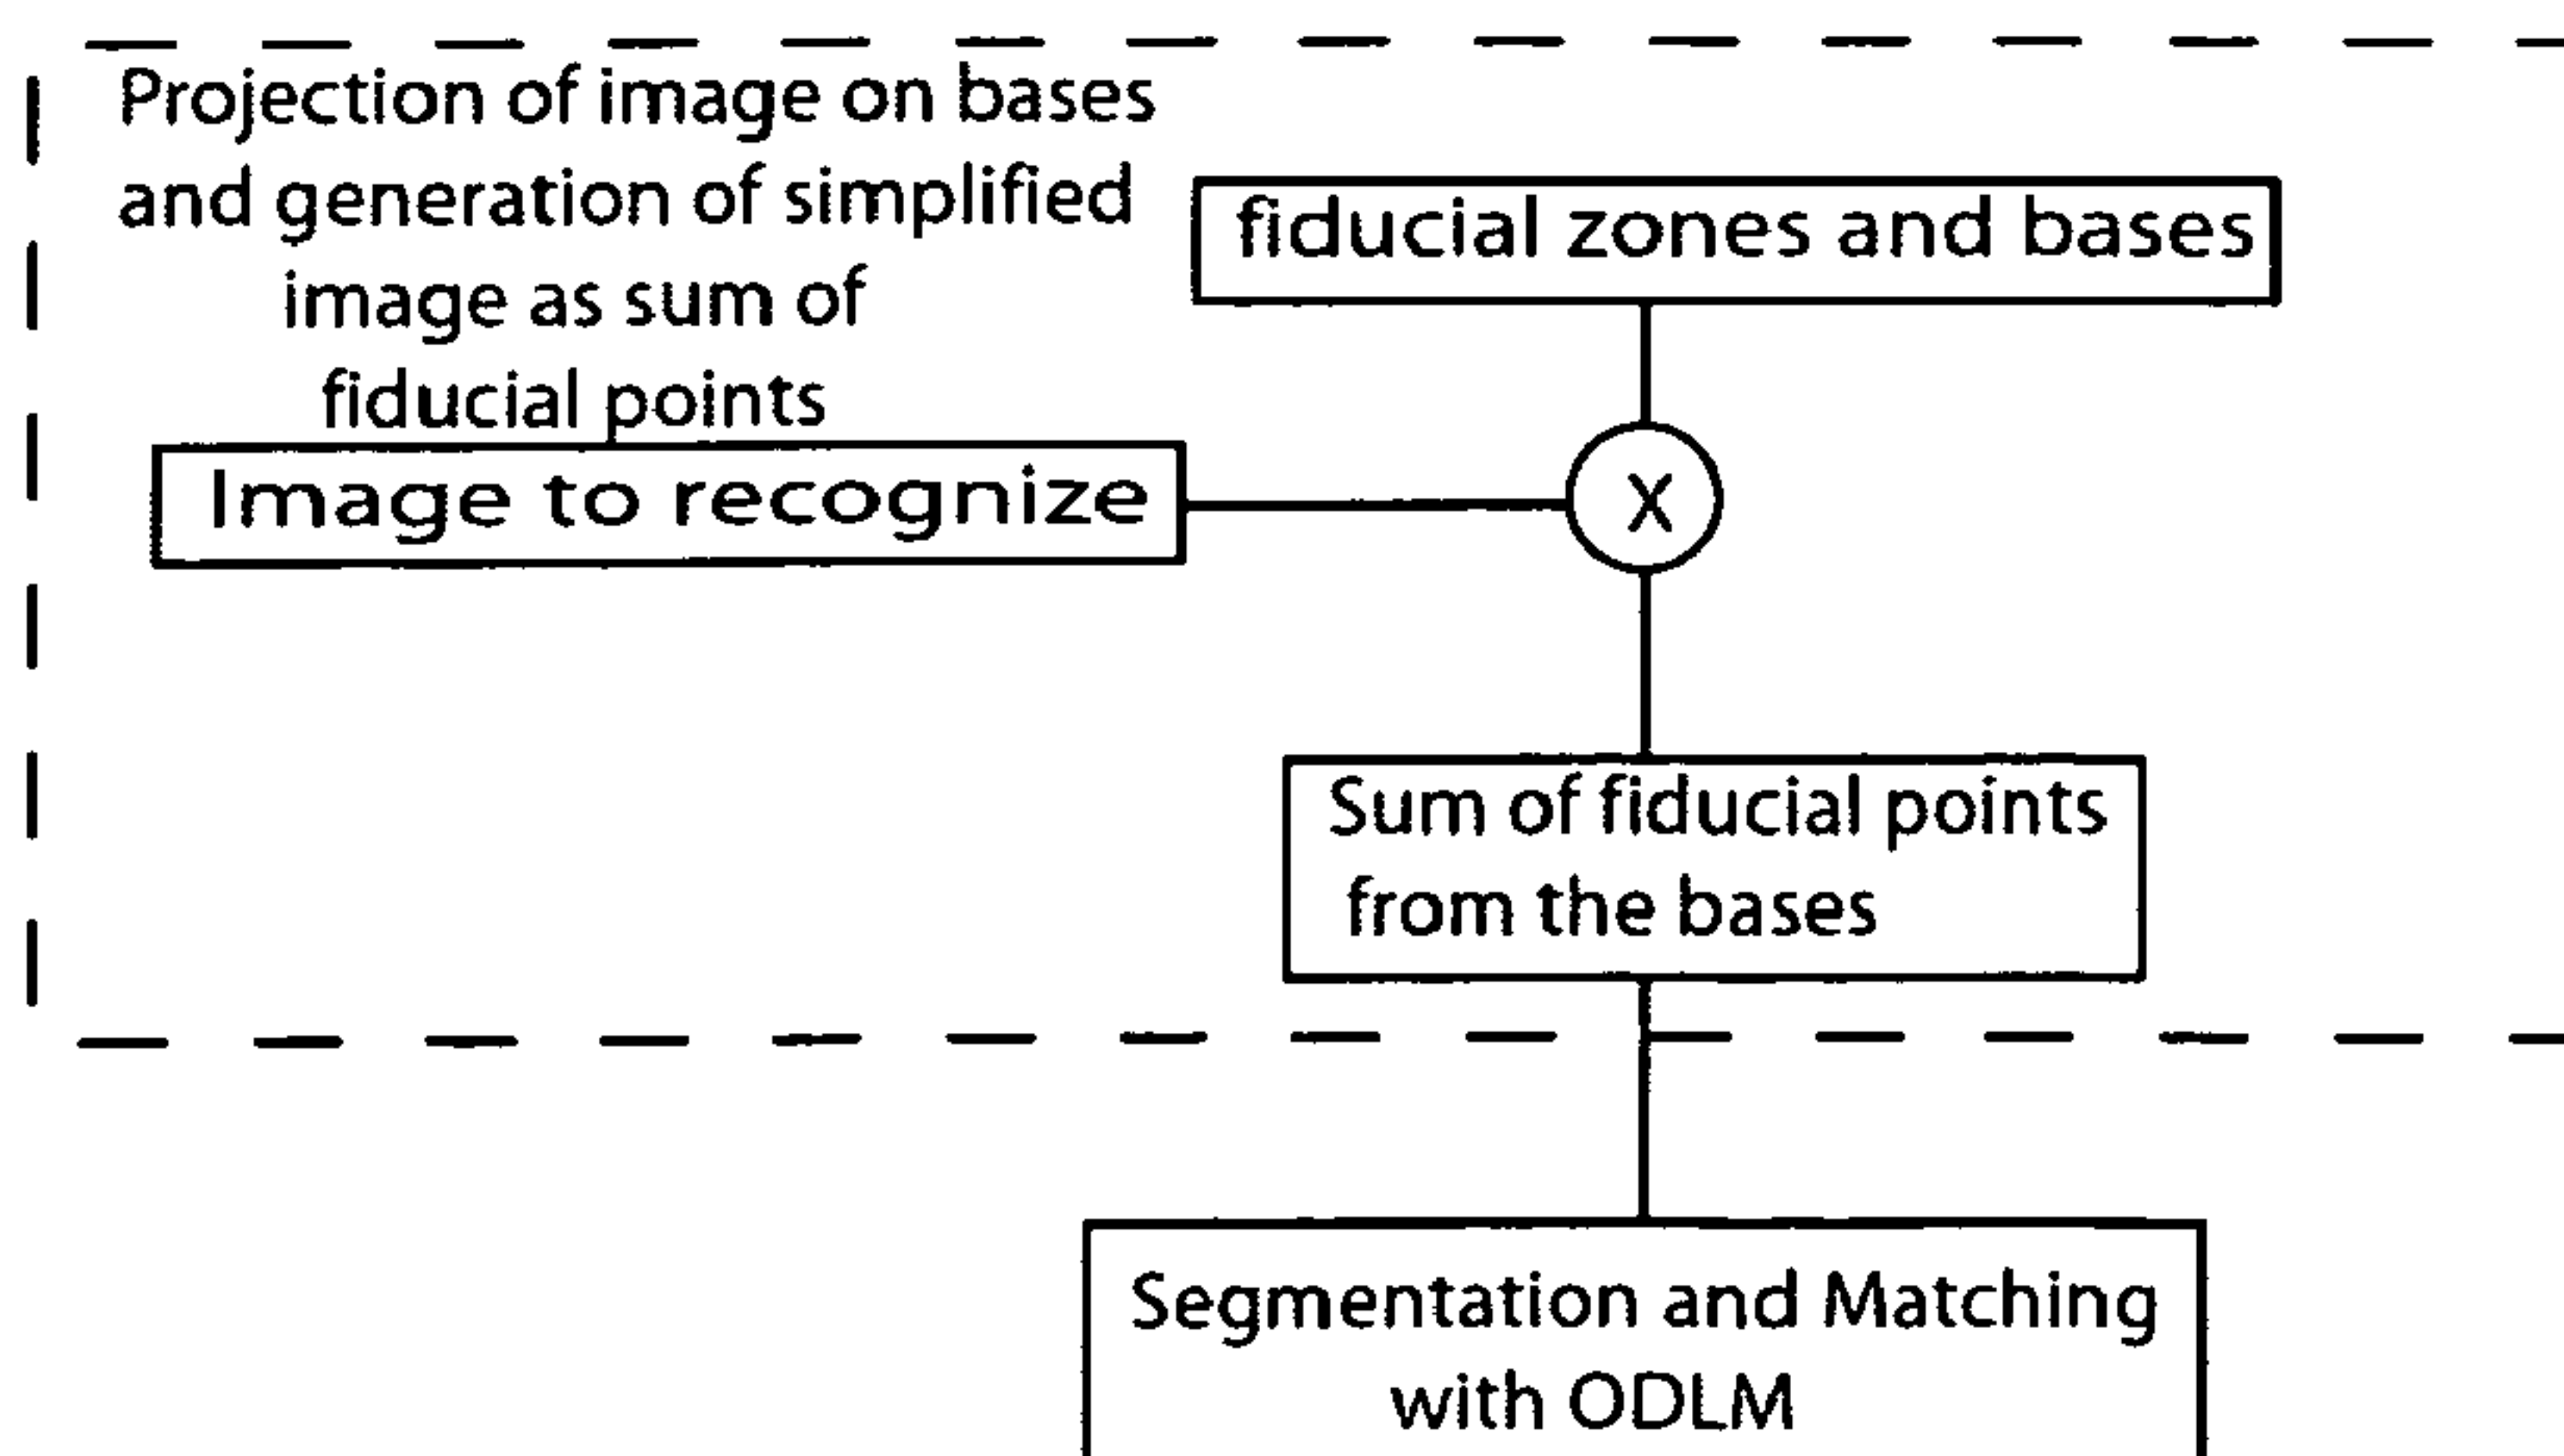 Projection of image on bases
and generation of simplified
image as sum of
fiducial points
fiducial zones and bases
Image to recognize
X
Sum of fiducial points
from the bases
Segmentation and Matching
with ODLM